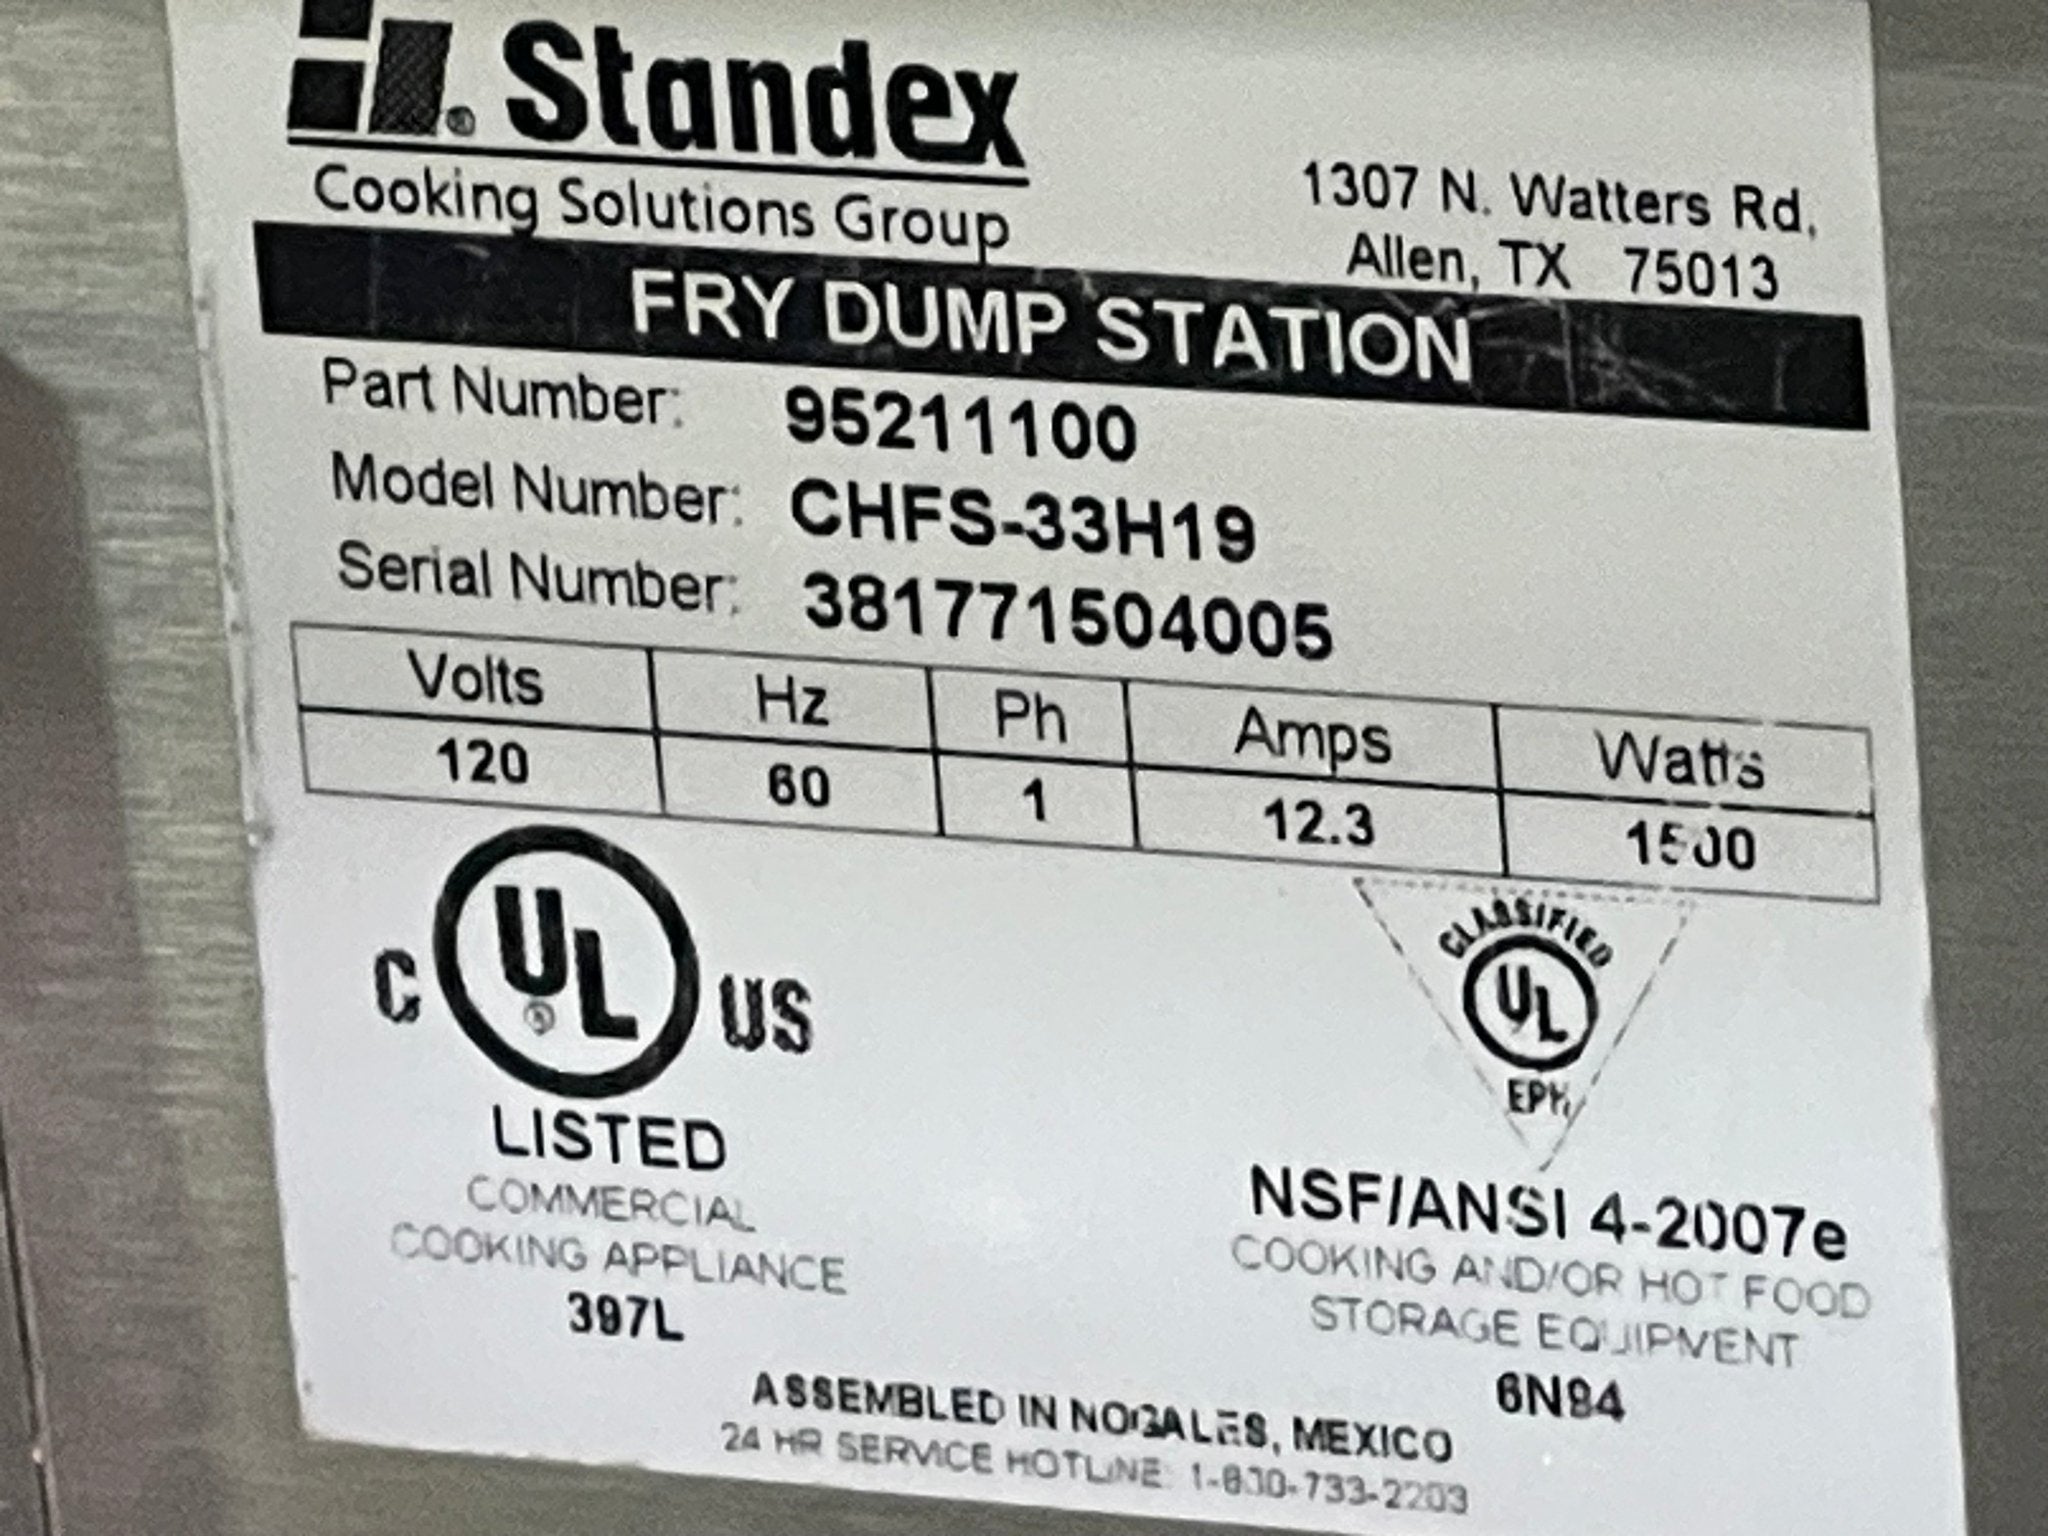 Standex
Cooking Solutions Group
1307 N. Watters Rd.
Allen, TX 75013
FRY DUMP STATION
Part Number: 95211100
Model Number: CHFS-33H19
Serial Number: 381771504005
Volts Hz Ph Amps Watts
120 60 1 12.3 1500
C UL® US
LISTED
COMMERCIAL
COOKING APPLIANCE
397L
CLASSIFIED
UL
EPH
NSF/ANSI 4-2007e
COOKING AND/OR HOT FOOD
STORAGE EQUIPMENT
6N94
ASSEMBLED IN NOGALES, MEXICO
24 HR SERVICE HOTLINE: 1-800-733-2203